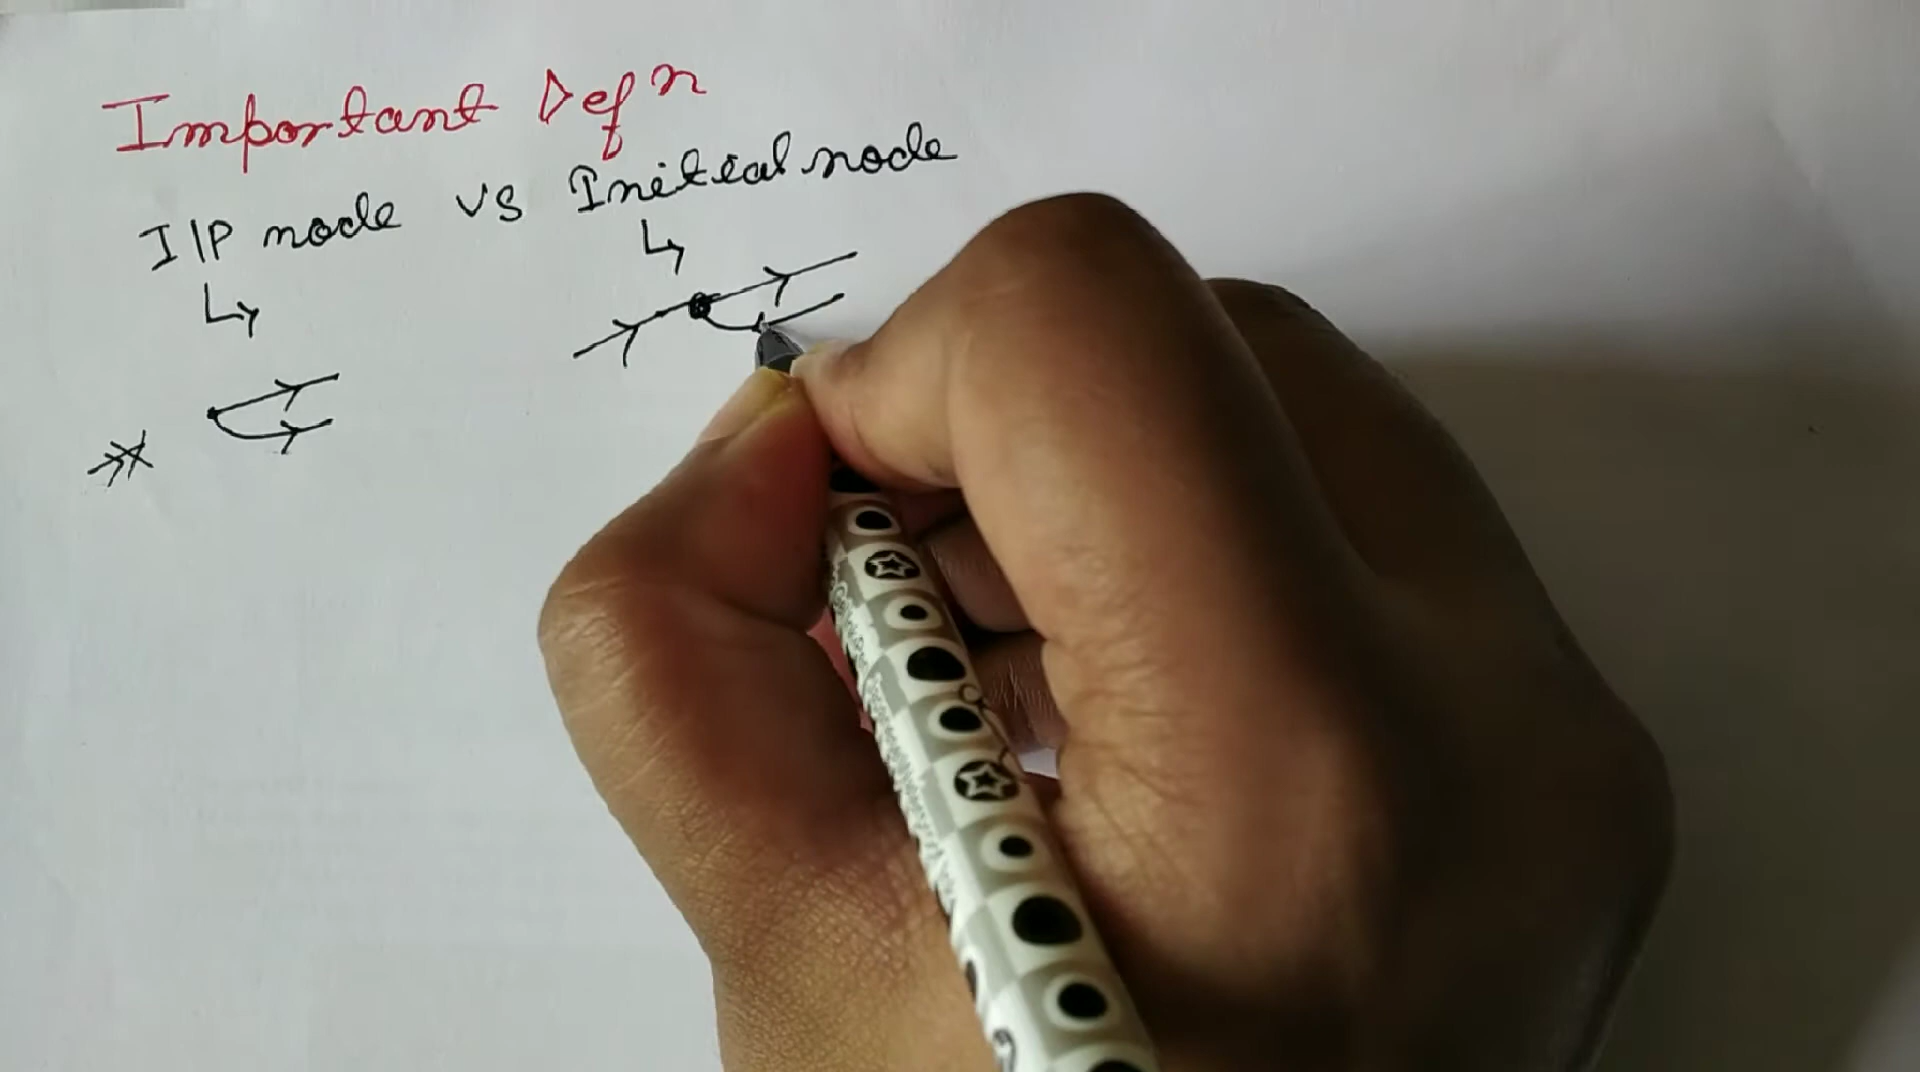 Important Defn
I/P node vs Initial node